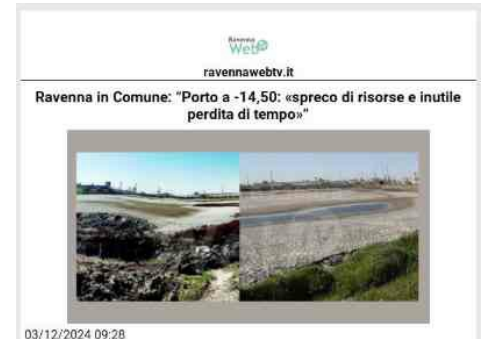 Ravenna
Web
ravennawebtv.it
Ravenna in Comune: "Porto a -14,50: «spreco di risorse e inutile
perdita di tempo»"
03/12/2024 09:28